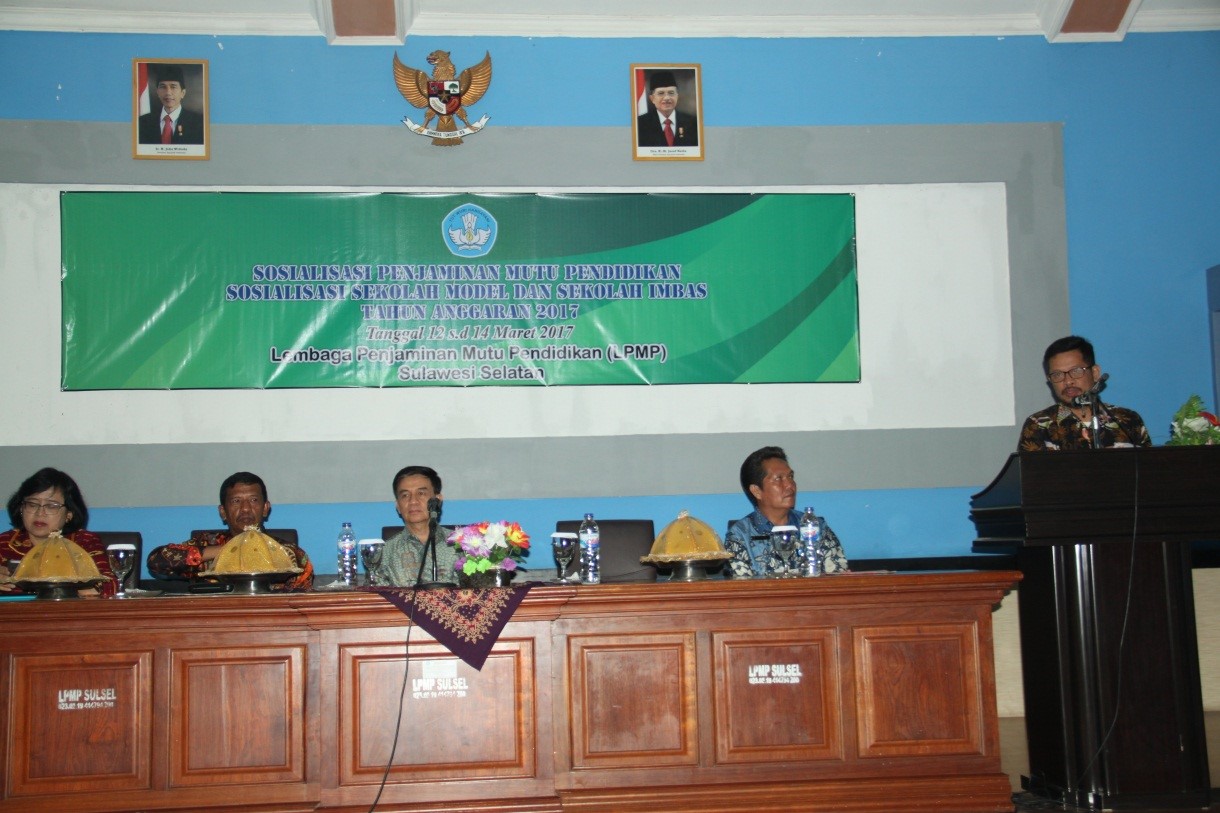 SOSIALISASI PENJAMINAN MUTU PENDIDIKAN
SOSIALISASI SEKOLAH MODEL DAN SEKOLAH IMBAS
TAHUN ANGGARAN 2017
Tanggal 12 s.d 14 Maret 2017
Lembaga Penjaminan Mutu Pendidikan (LPMP)
Sulawesi Selatan
LPMP SULSEL
LPMP SULSEL
LPMP SULSEL